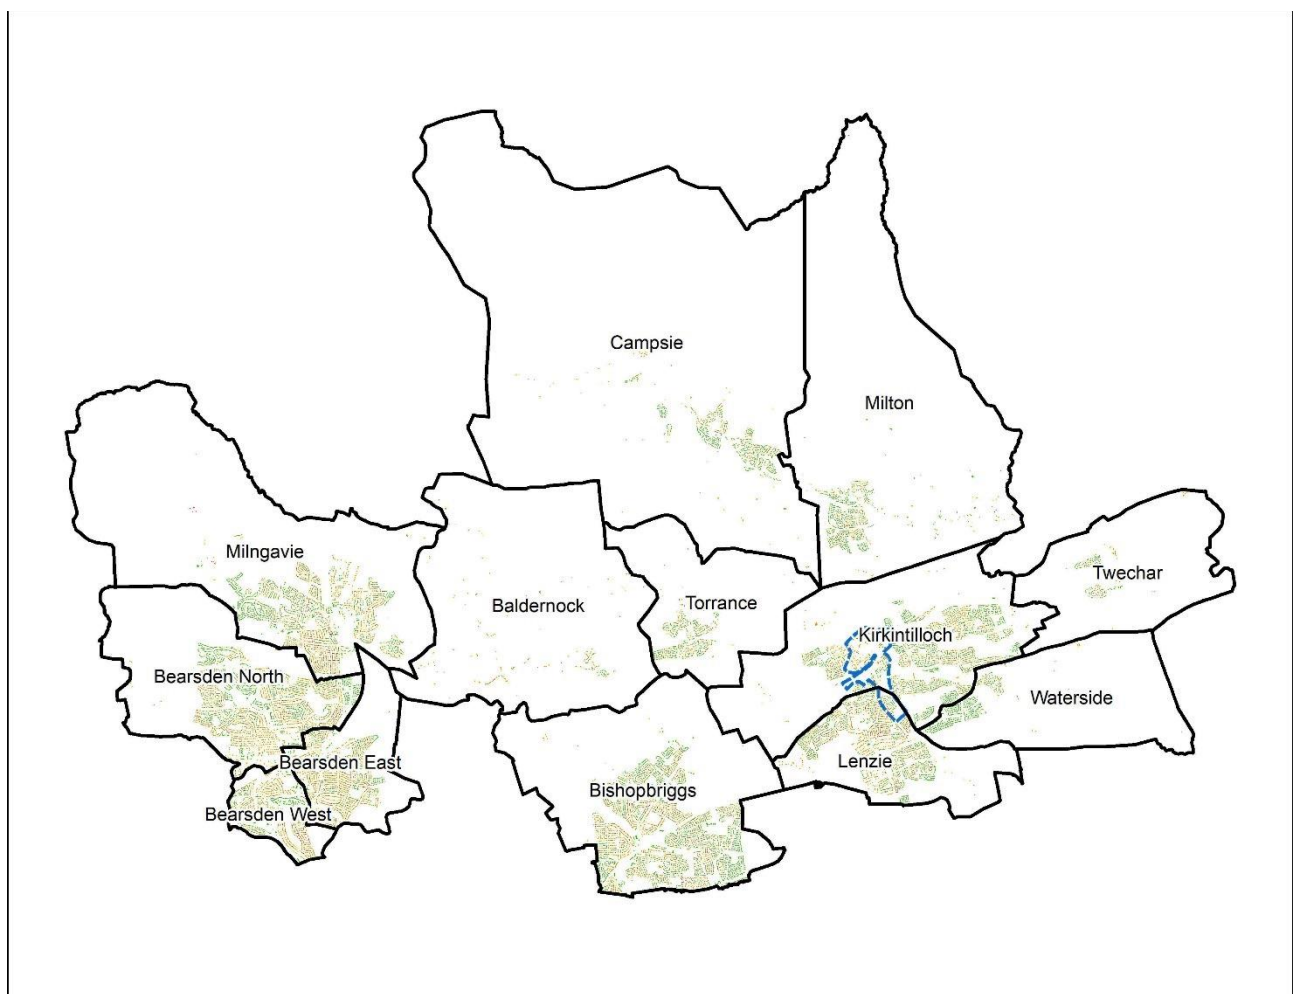 Campsie
Milton
Milngavie
Twechar
Baldernock
Torrance
Kirkintilloch
Bearsden North
Waterside
Bearsden East
Lenzie
Bishopbriggs
Bearsden West